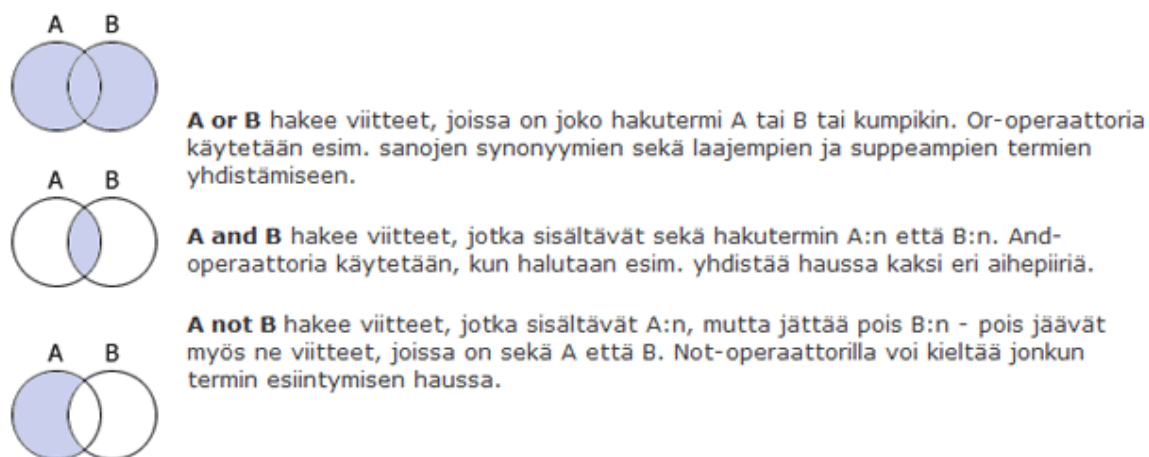 A B
A or B hakee viitteet, joissa on joko hakutermi A tai B tai kumpikin. Or-operaattoria
käytetään esim. sanojen synonyymien sekä laajempien ja suppeampien termien
yhdistämiseen.
A B
A and B hakee viitteet, jotka sisältävät sekä hakutermin A:n että B:n. And-
operaattoria käytetään, kun halutaan esim. yhdistää haussa kaksi eri aihepiiriä.
A not B hakee viitteet, jotka sisältävät A:n, mutta jättää pois B:n - pois jäävät
myös ne viitteet, joissa on sekä A että B. Not-operaattorilla voi kieltää jonkun
termin esiintymisen haussa.
A B